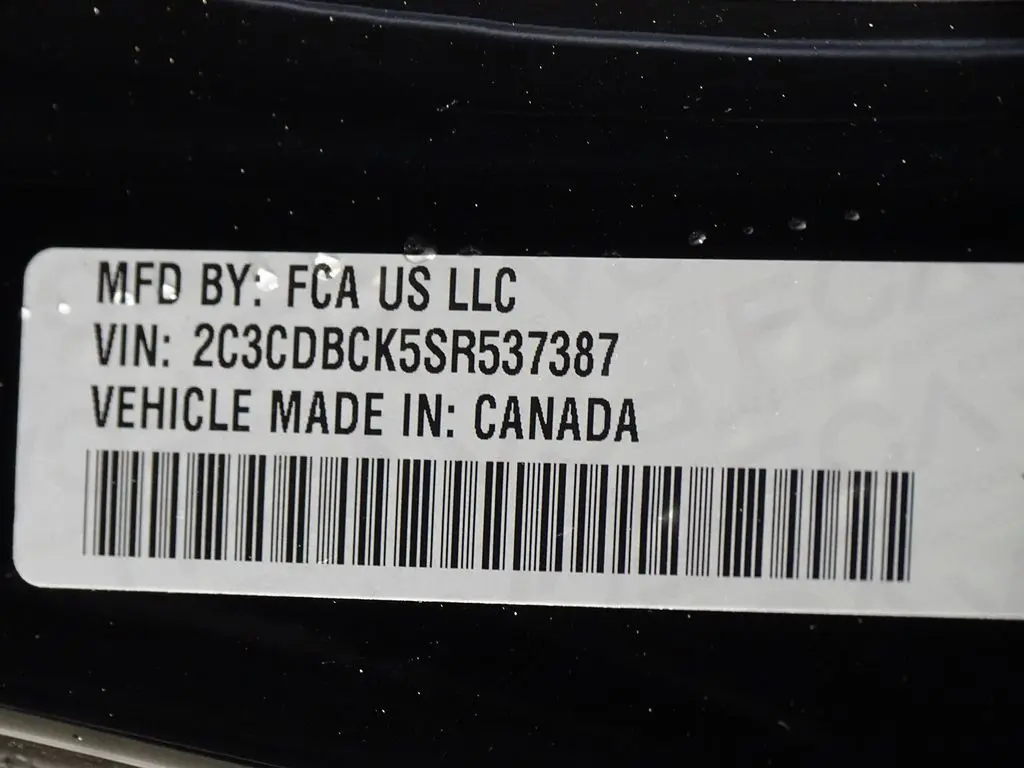 MFD BY: FCA US LLC
VIN: 2C3CDBCK5SR537387
VEHICLE MADE IN: CANADA